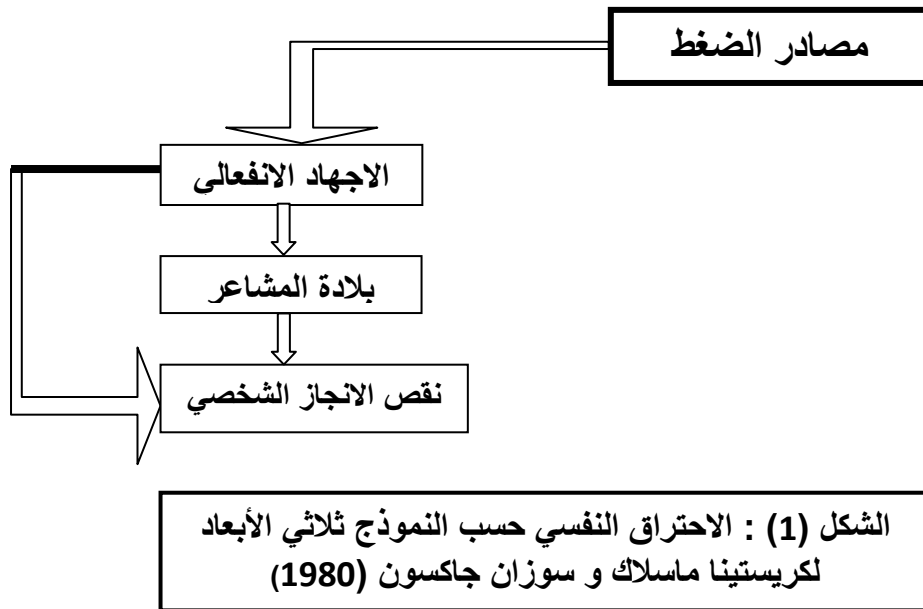 مصادر الضغط
الاجهاد الانفعالي
بلادة المشاعر
نقص الانجاز الشخصي
الشكل (1) : الاحتراق النفسي حسب النموذج ثلاثي الأبعاد
لكريستينا ماسلاك و سوزان جاكسون (1980)